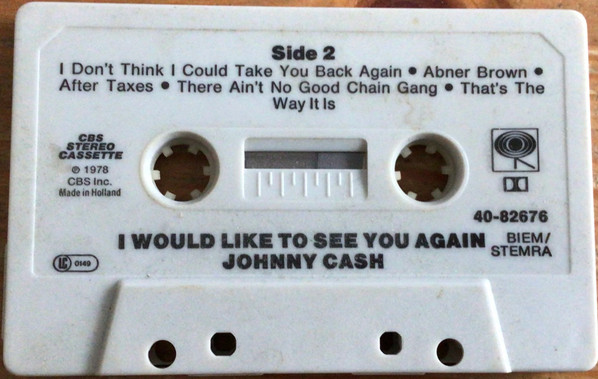 Side 2
I Don't Think I Could Take You Back Again • Abner Brown •
After Taxes • There Ain't No Good Chain Gang • That's The
Way It Is
CBS
STEREO
CASSETTE
℗ 1978
CBS Inc.
Made in Holland
40-82676
I WOULD LIKE TO SEE YOU AGAIN
JOHNNY CASH
BIEM/
STEMRA
LC 0149